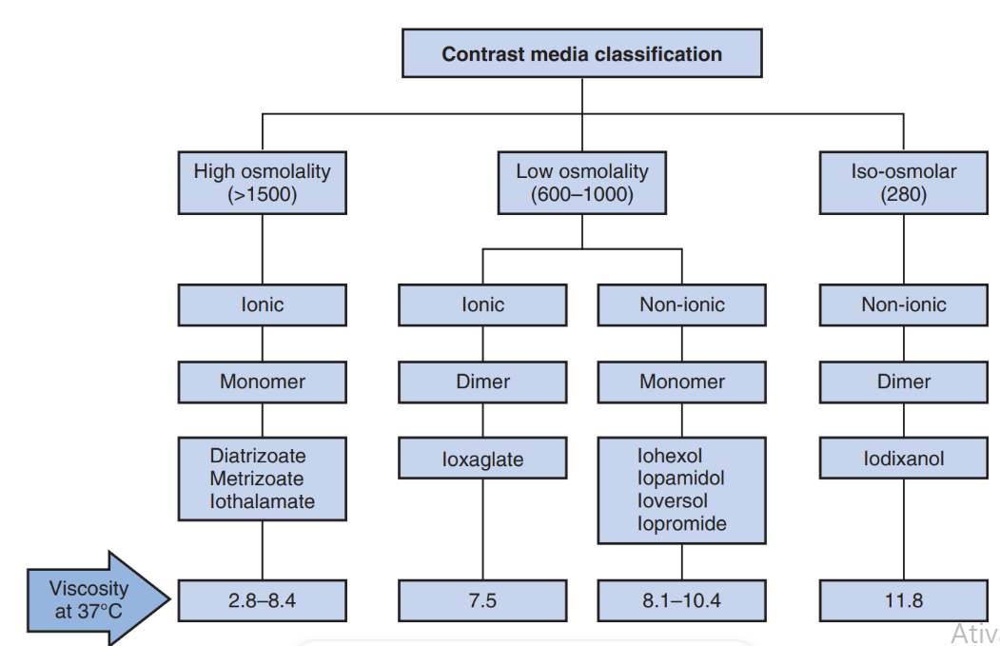 Contrast media classification
High osmolality
(>1500)
Low osmolality
(600–1000)
Iso-osmolar
(280)
Ionic
Ionic
Non-ionic
Non-ionic
Monomer
Dimer
Monomer
Dimer
Diatrizoate
Metrizoate
Iothalamate
Ioxaglate
Iohexol
Iopamidol
Ioversol
Iopromide
Iodixanol
Viscosity
at 37°C
2.8–8.4
7.5
8.1–10.4
11.8